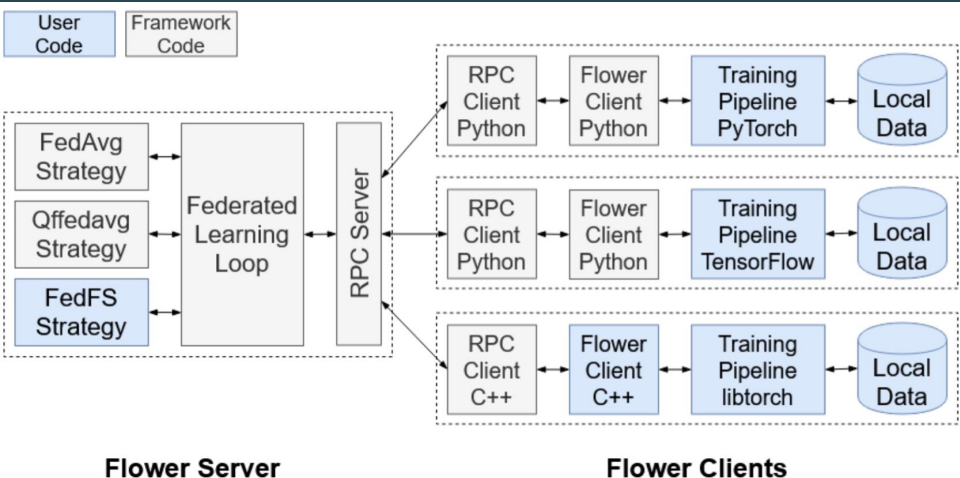 User
Code
Framework
Code
FedAvg
Strategy
Qffedavg
Strategy
FedFS
Strategy
Federated
Learning
Loop
RPC Server
RPC
Client
Python
Flower
Client
Python
Training
Pipeline
PyTorch
Local
Data
RPC
Client
Python
Flower
Client
Python
Training
Pipeline
TensorFlow
Local
Data
RPC
Client
C++
Flower
Client
C++
Training
Pipeline
libtorch
Local
Data
Flower Server
Flower Clients